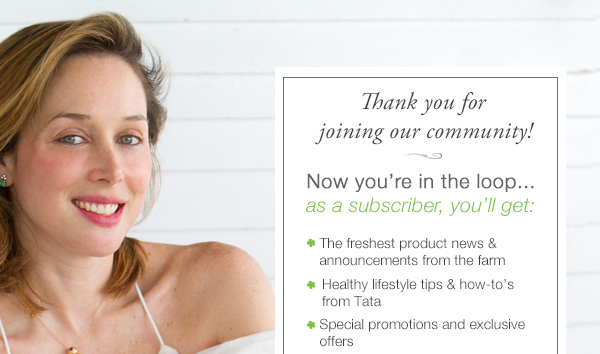 Thank you for
joining our community!
Now you're in the loop...
as a subscriber, you'll get:
The freshest product news &
announcements from the farm
Healthy lifestyle tips & how-to's
from Tata
Special promotions and exclusive
offers